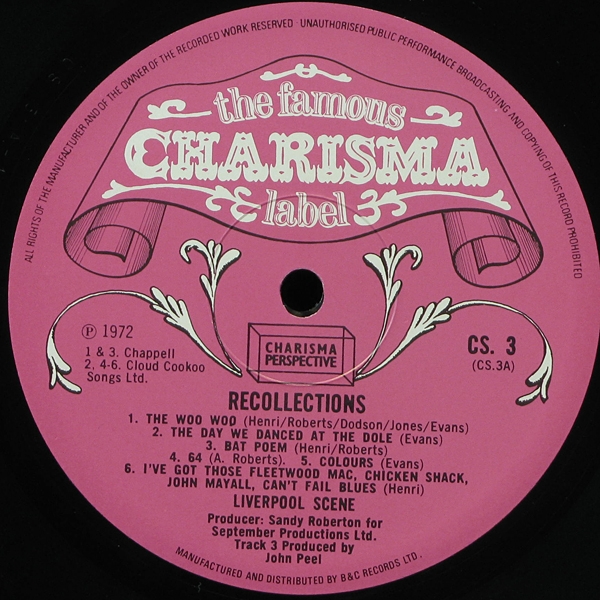 ALL RIGHTS OF THE MANUFACTURER AND OF THE OWNER OF THE RECORDED WORK RESERVED · UNAUTHORISED PUBLIC PERFORMANCE BROADCASTING AND COPYING OF THIS RECORD PROHIBITED
the famous
CHARISMA
label
℗ 1972
1 & 3. Chappell
2, 4-6. Cloud Cookoo
Songs Ltd.
CHARISMA
PERSPECTIVE
CS. 3
(CS.3A)
RECOLLECTIONS
1. THE WOO WOO (Henri/Roberts/Dodson/Jones/Evans)
2. THE DAY WE DANCED AT THE DOLE (Evans)
3. BAT POEM (Henri/Roberts)
4. 64 (A. Roberts). 5. COLOURS (Evans)
6. I'VE GOT THOSE FLEETWOOD MAC, CHICKEN SHACK,
JOHN MAYALL, CAN'T FAIL BLUES (Henri)
LIVERPOOL SCENE
Producer: Sandy Roberton for
September Productions Ltd.
Track 3 Produced by
John Peel
MANUFACTURED AND DISTRIBUTED BY B&C RECORDS LTD.